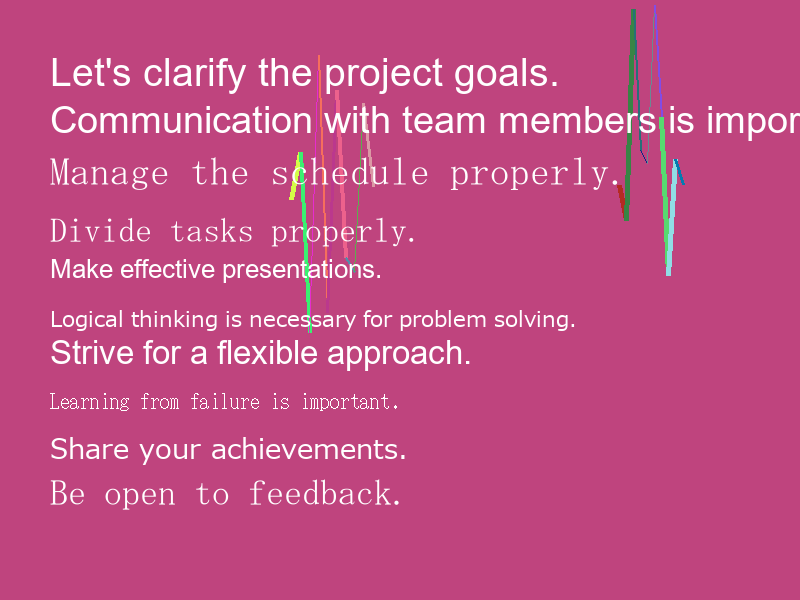 Let's clarify the project goals.
Communication with team members is impor
Manage the schedule properly.
Divide tasks properly.
Make effective presentations.
Logical thinking is necessary for problem solving.
Strive for a flexible approach.
Learning from failure is important.
Share your achievements.
Be open to feedback.